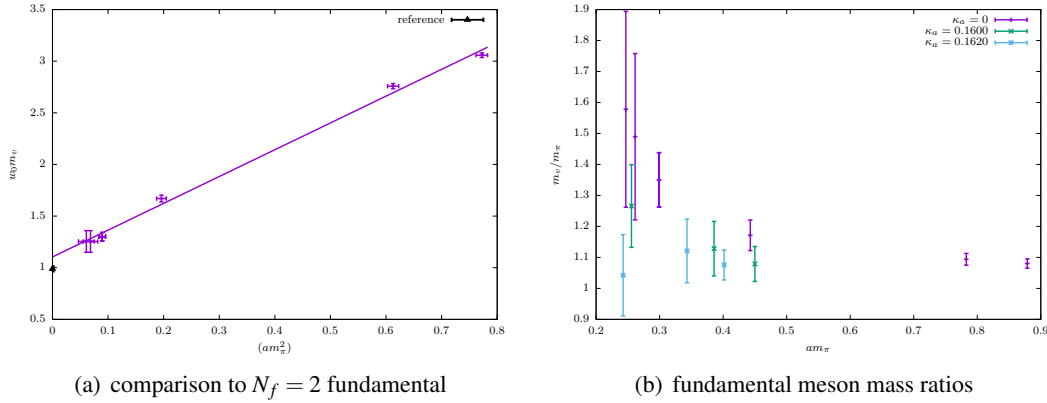 3.5
3
2.5
2
1.5
1
0.5
0 0.1 0.2 0.3 0.4 0.5 0.6 0.7 0.8
w₀mᵥ
(am²_π)
reference
(a) comparison to N_f = 2 fundamental
1.9
1.8
1.7
1.6
1.5
1.4
1.3
1.2
1.1
1
0.9
0.2 0.3 0.4 0.5 0.6 0.7 0.8 0.9
mᵥ/m_π
am_π
κₐ = 0
κₐ = 0.1600
κₐ = 0.1620
(b) fundamental meson mass ratios